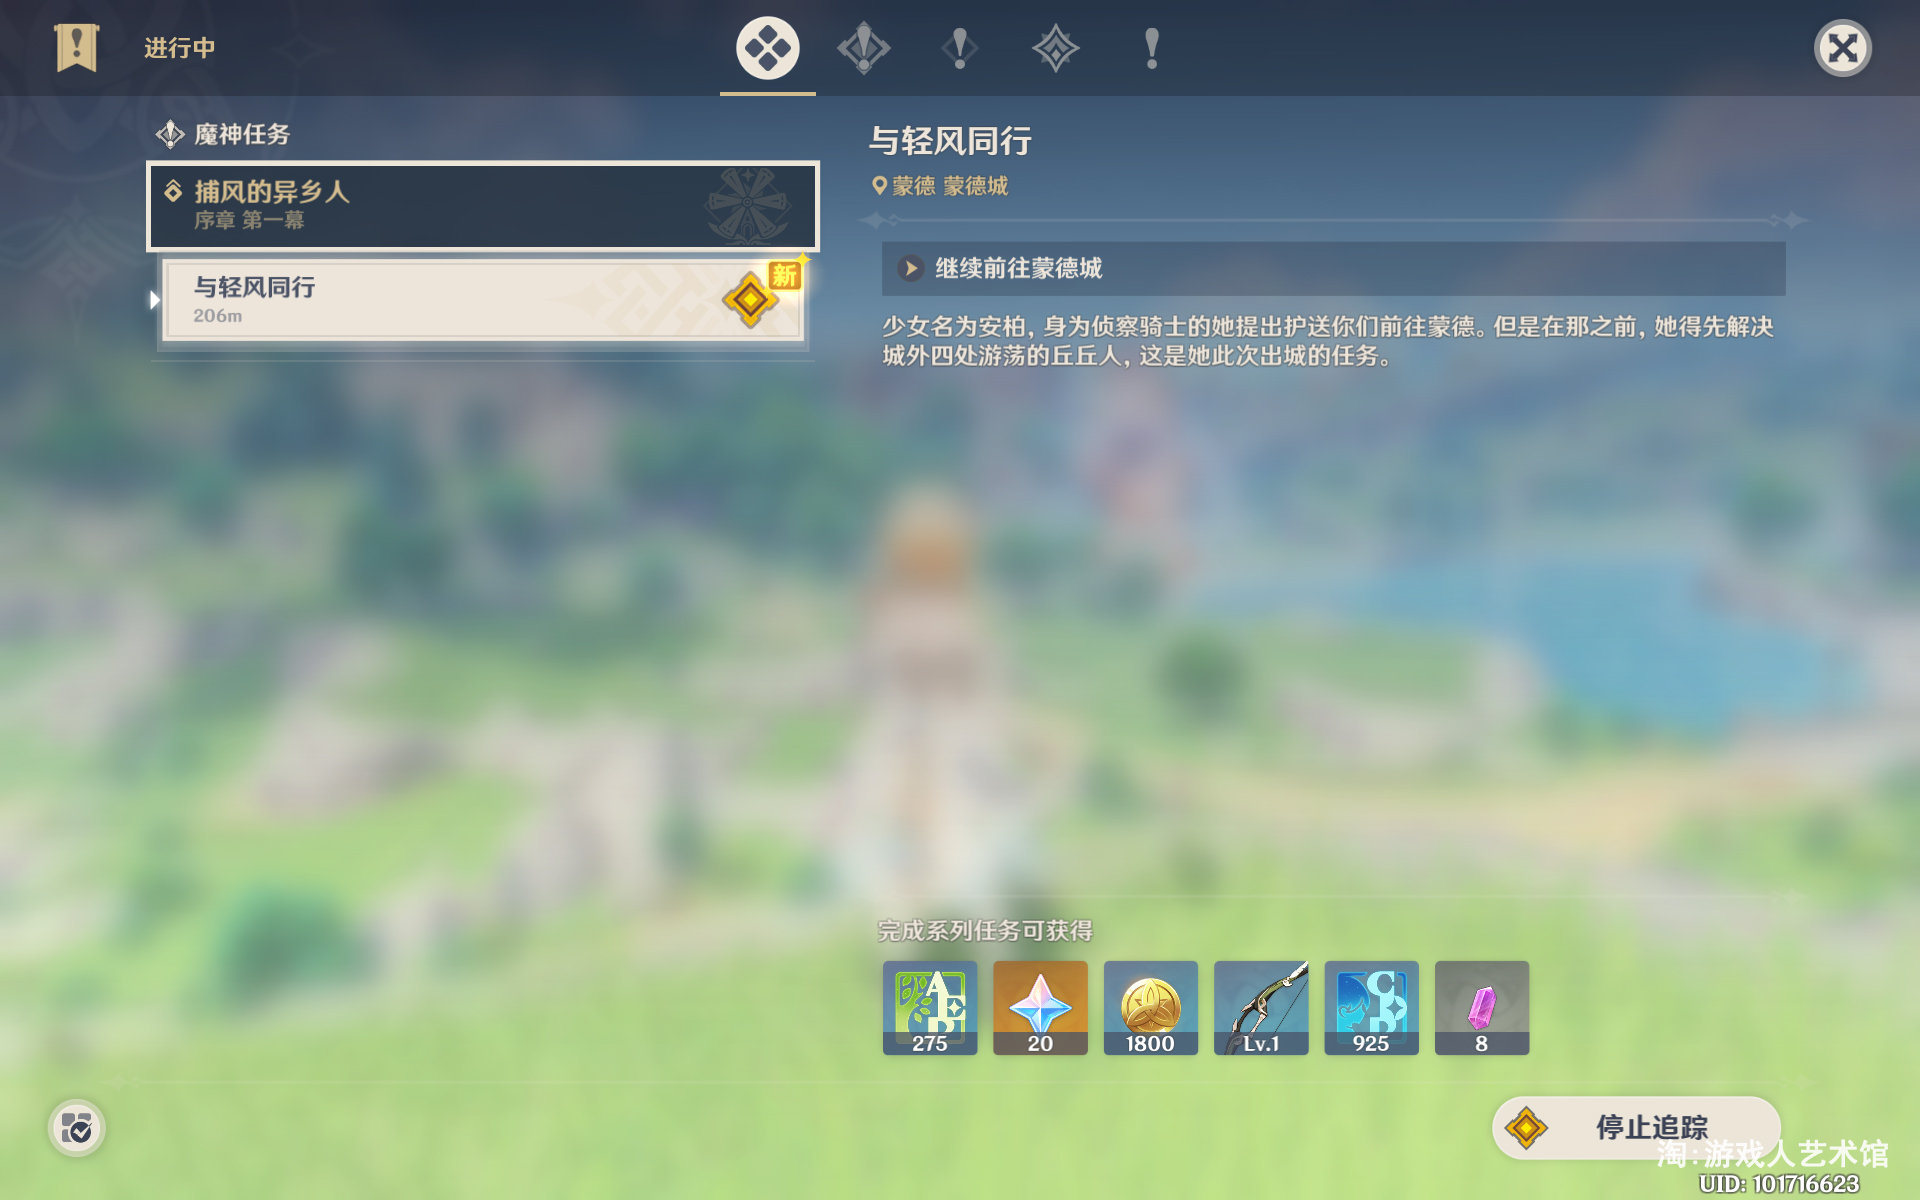 进行中
魔神任务
捕风的异乡人
序章 第一幕
与轻风同行
206m
新
与轻风同行
蒙德 蒙德城
继续前往蒙德城
少女名为安柏，身为侦察骑士的她提出护送你们前往蒙德。但是在那之前，她得先解决
城外四处游荡的丘丘人，这是她此次出城的任务。
完成系列任务可获得
275
20
1800
Lv.1
925
8
停止追踪
淘:游戏人艺术馆
UID: 101716623